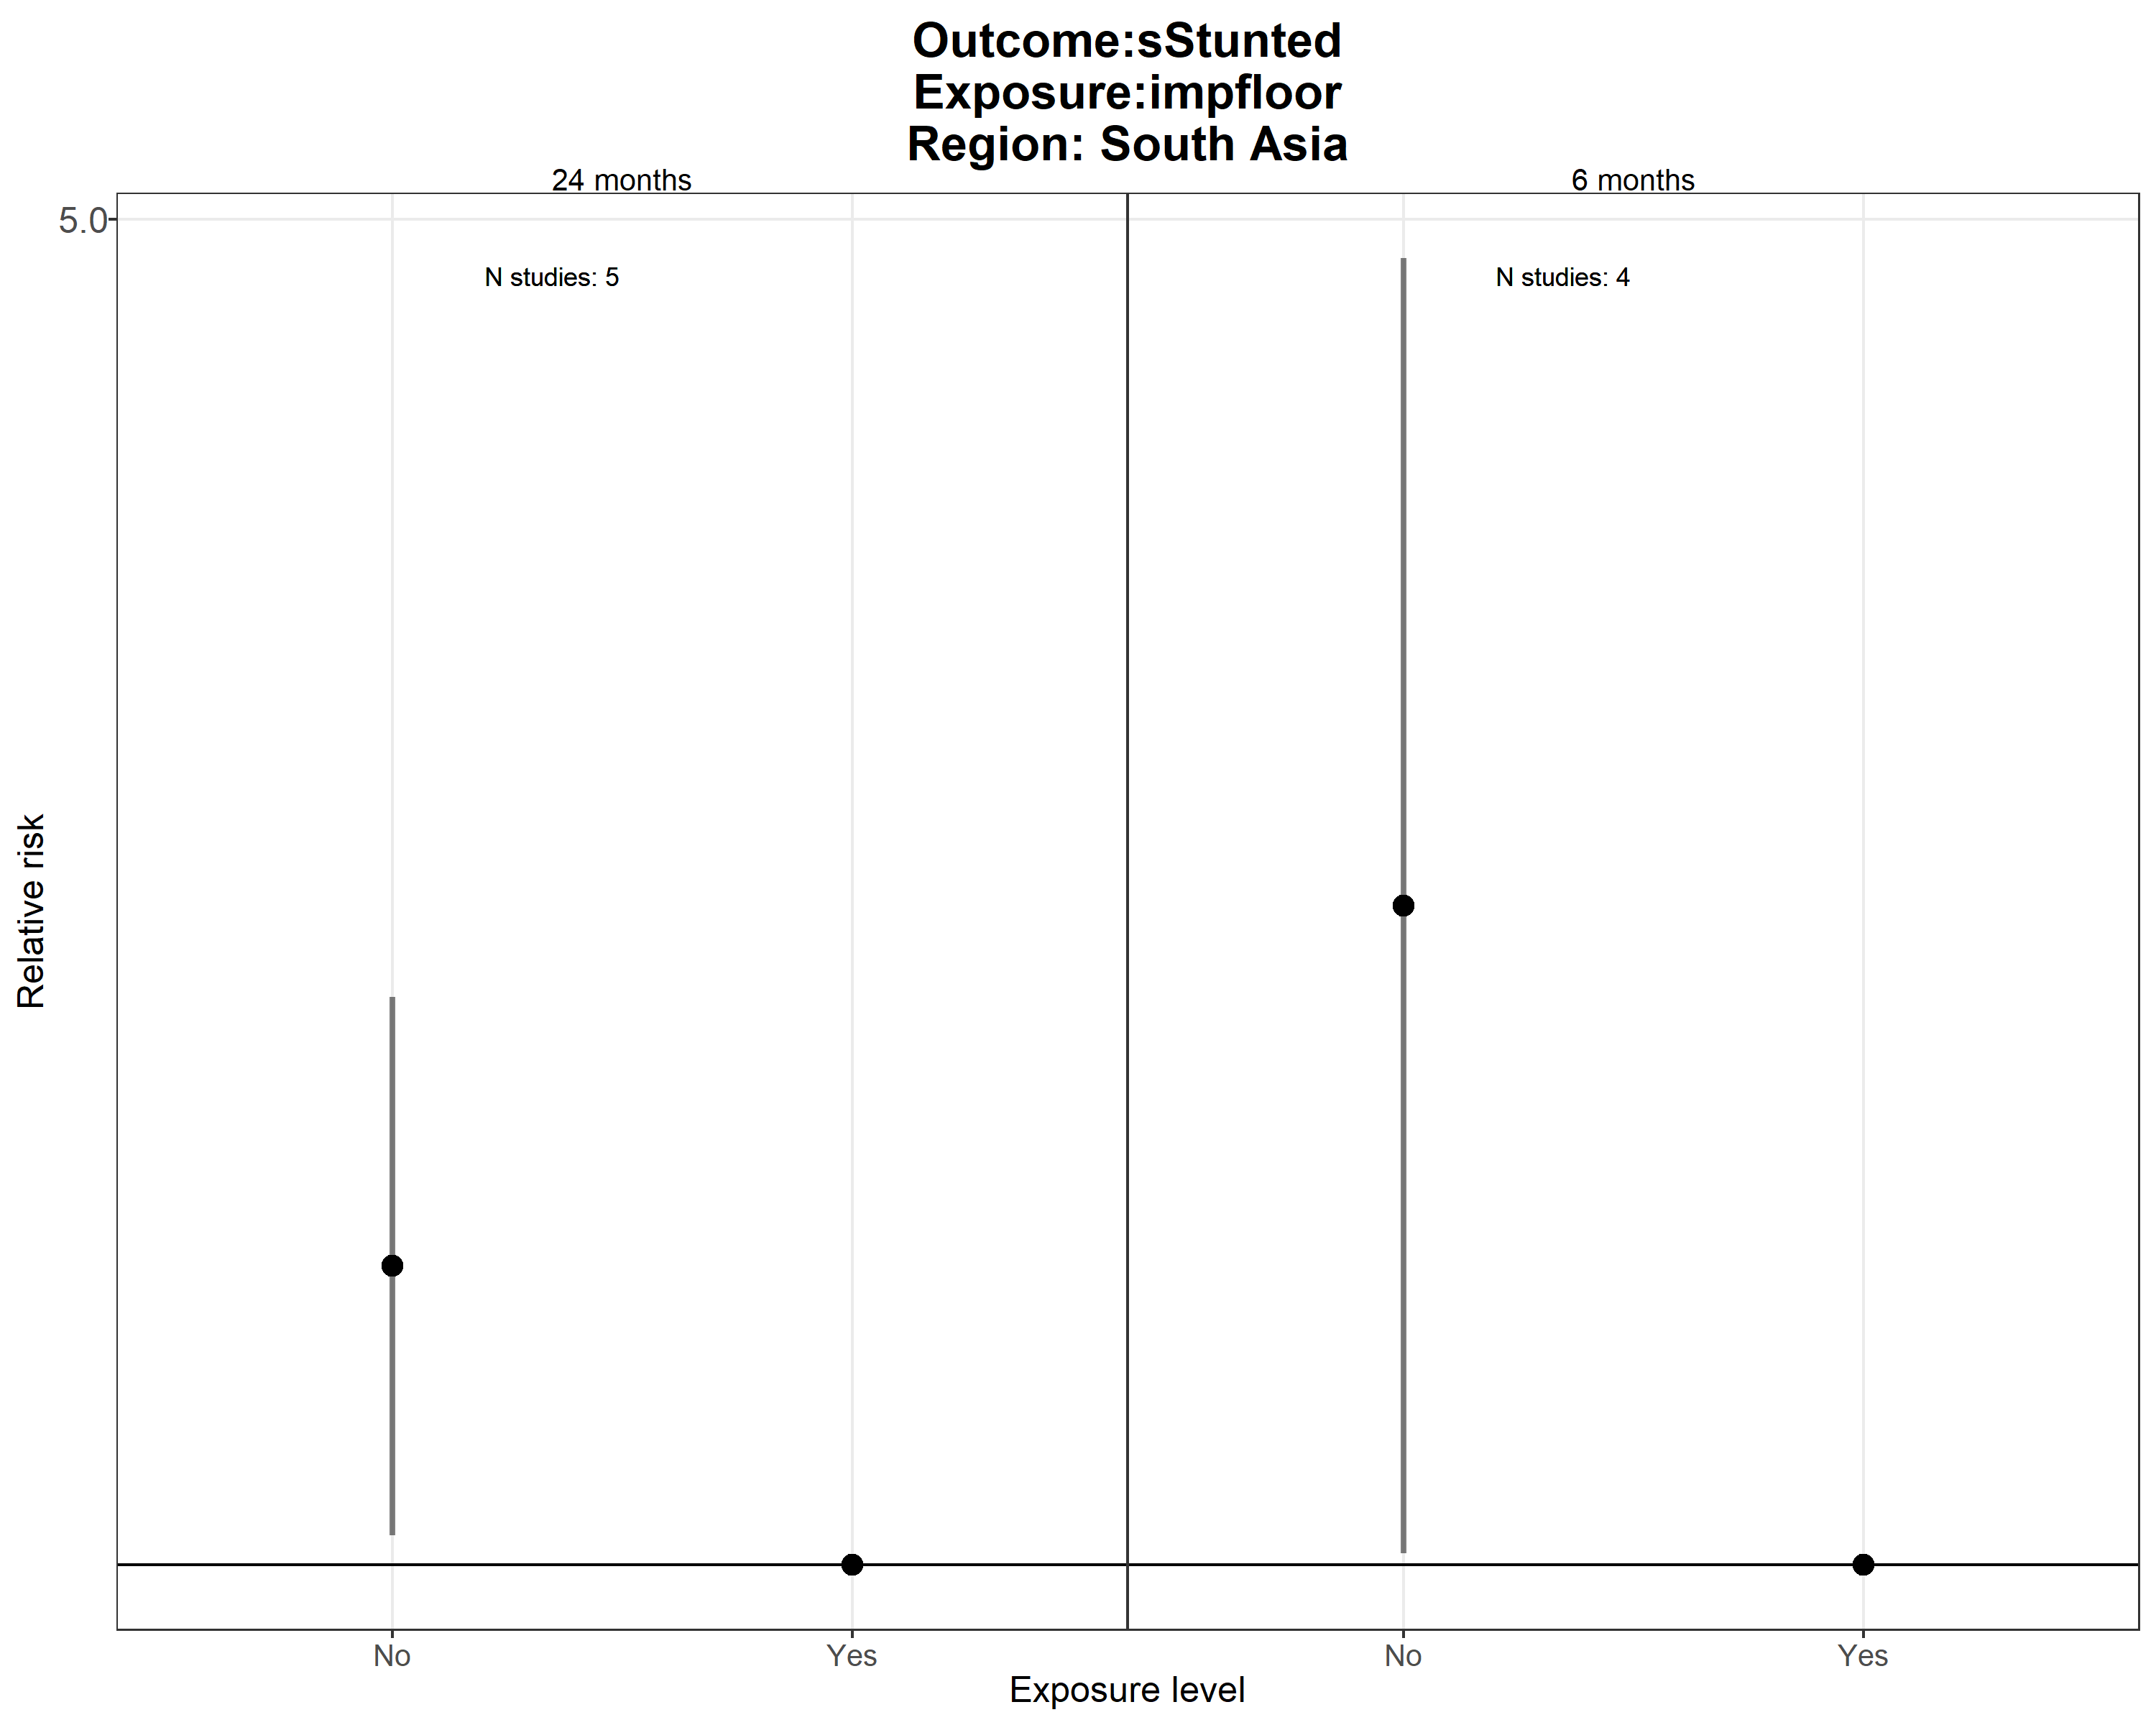 Outcome:sStunted
Exposure:impfloor
Region: South Asia
24 months
6 months
5.0
N studies: 5
N studies: 4
Relative risk
No
Yes
No
Yes
Exposure level